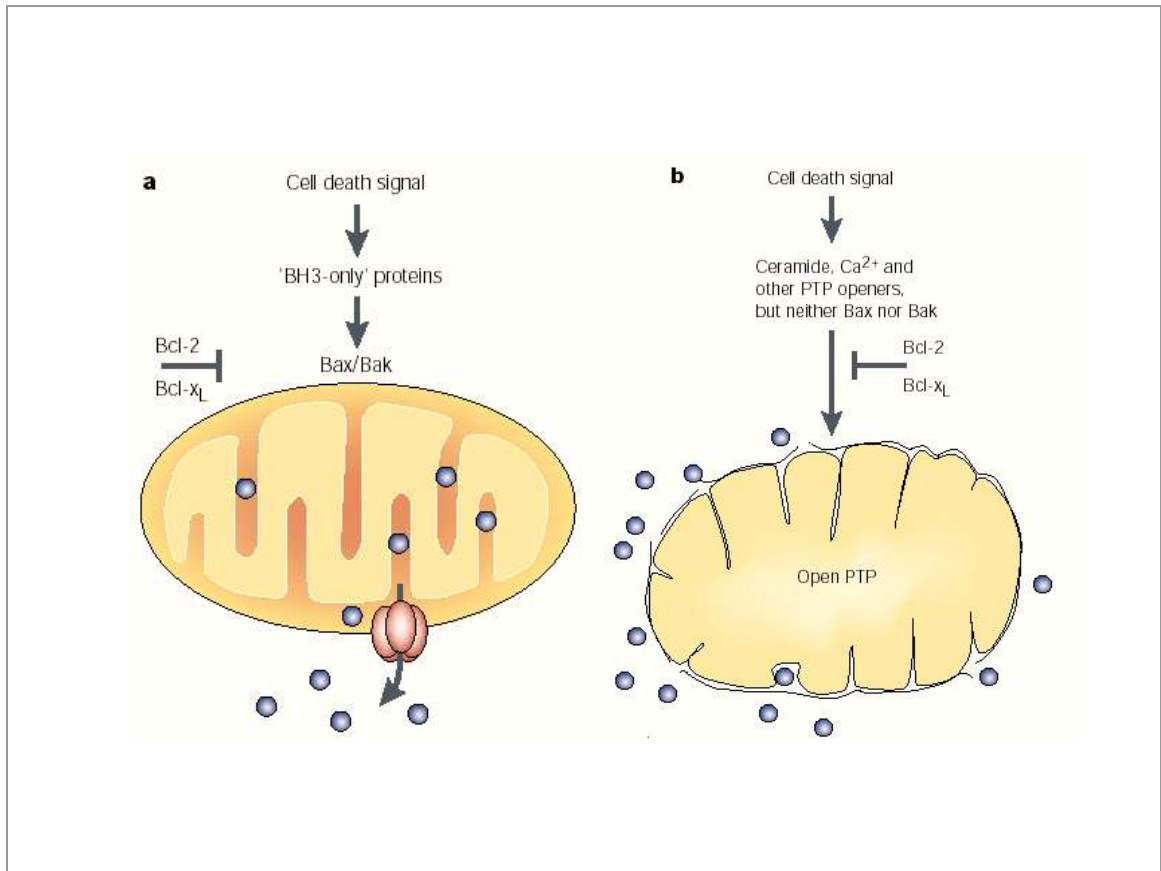 a
Cell death signal
'BH3-only' proteins
Bcl-2
Bcl-xL
Bax/Bak
b
Cell death signal
Ceramide, Ca2+ and
other PTP openers,
but neither Bax nor Bak
Bcl-2
Bcl-xL
Open PTP